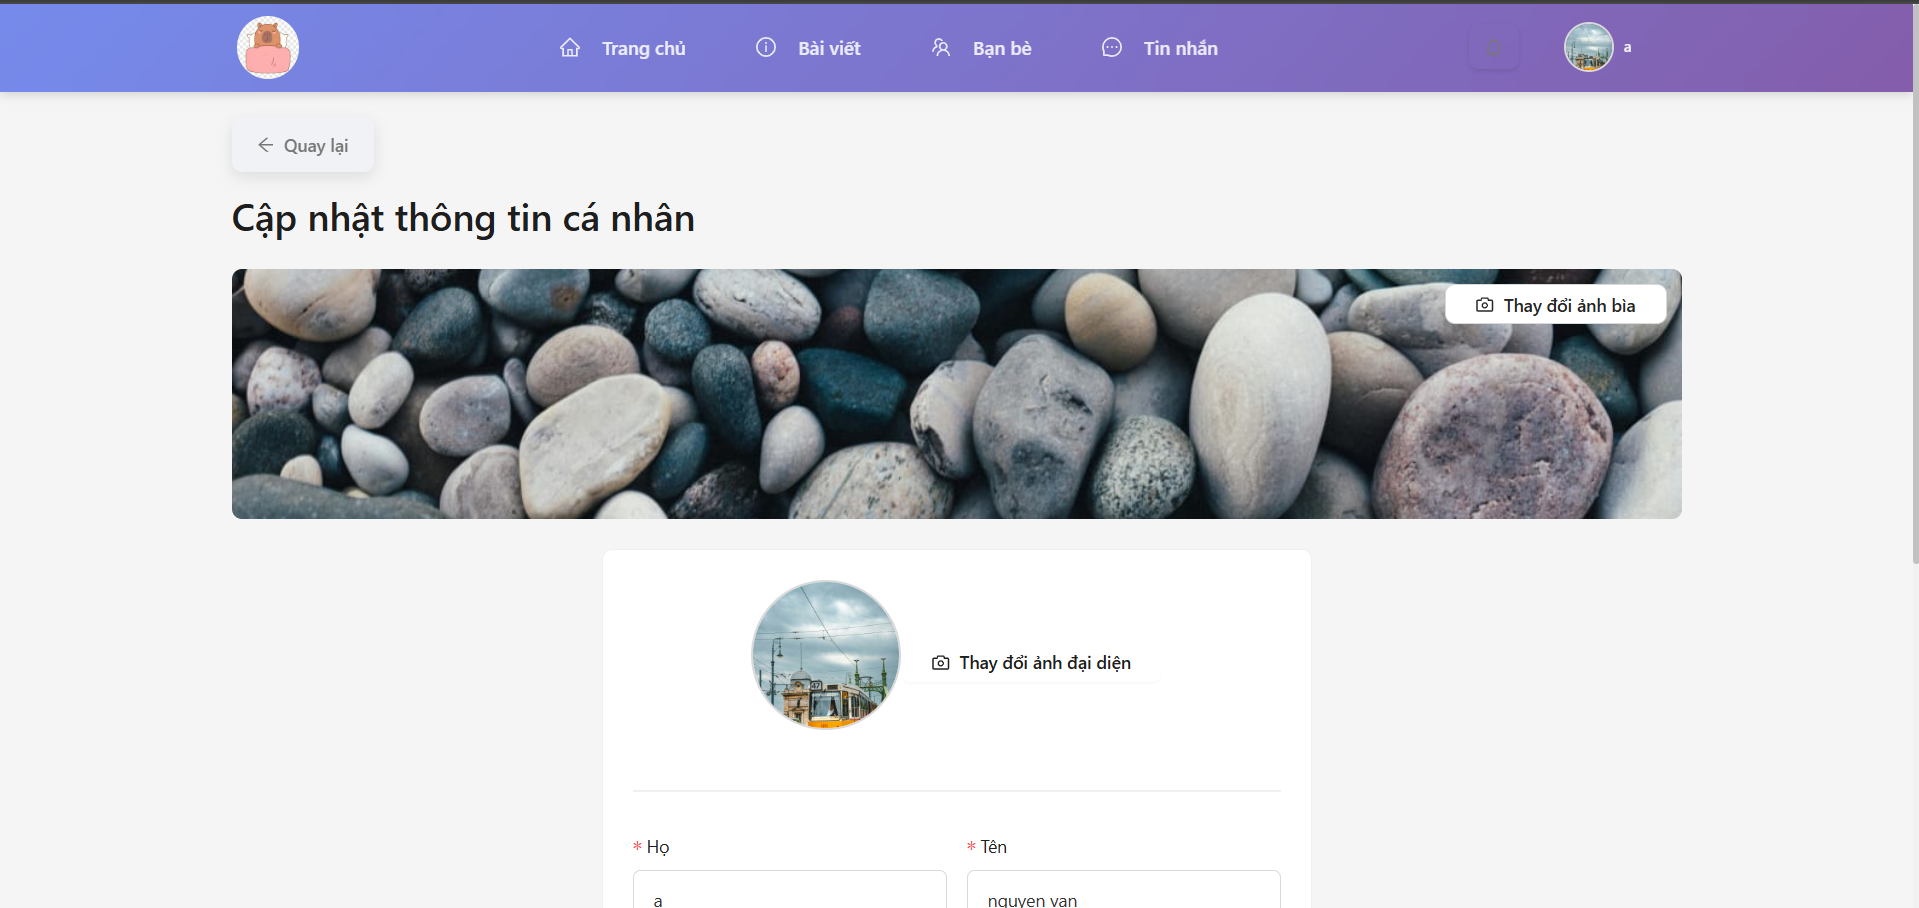 Trang chủ
Bài viết
Bạn bè
Tin nhắn
a
Quay lại
Cập nhật thông tin cá nhân
Thay đổi ảnh bìa
47
Thay đổi ảnh đại diện
* Họ
* Tên
a
nguyen van